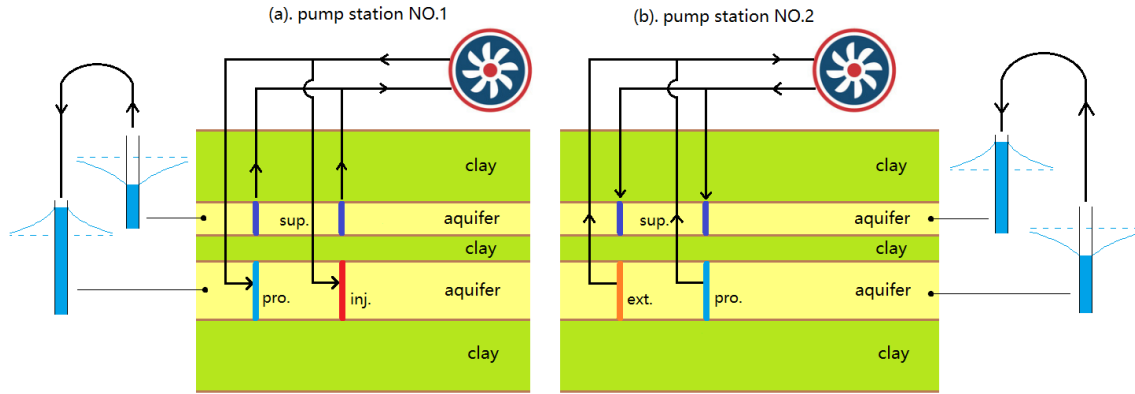 (a). pump station NO.1
(b). pump station NO.2
clay
clay
sup.
aquifer
sup.
aquifer
clay
clay
pro.
inj.
aquifer
ext.
pro.
aquifer
clay
clay